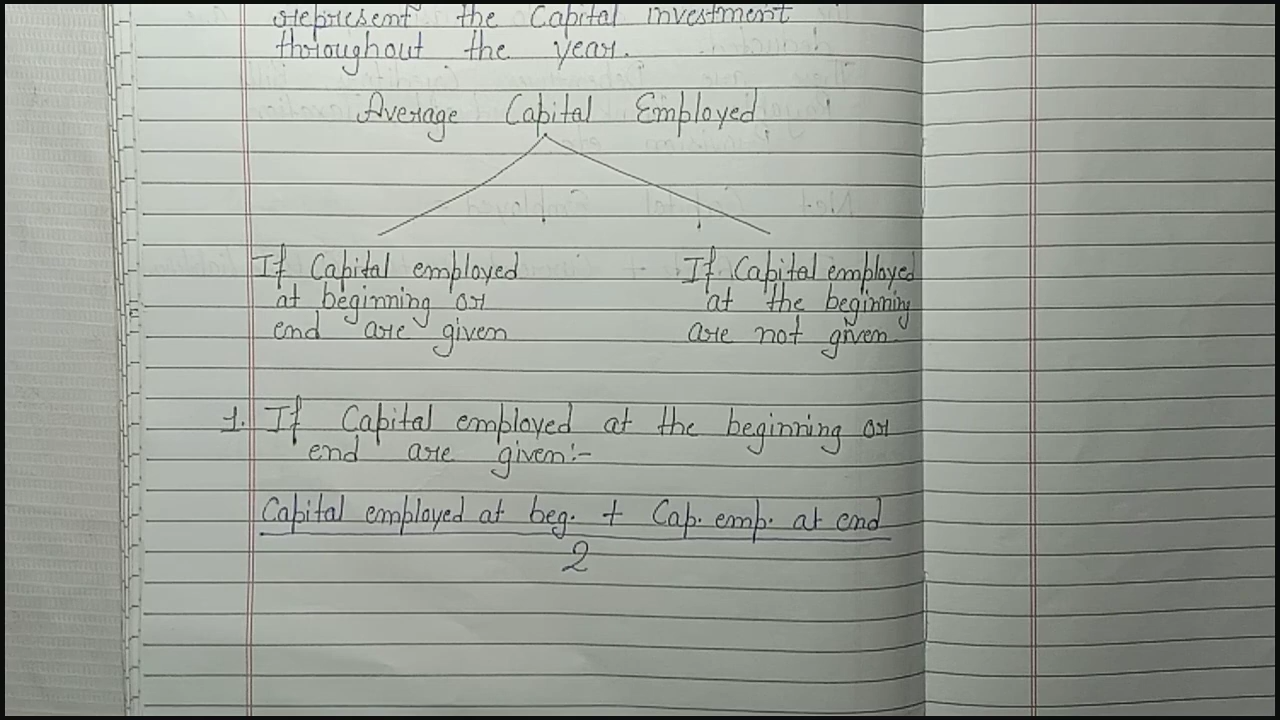 represent the Capital investment
throughout the year.
Average Capital Employed
If Capital employed
at beginning or
end are given
If Capital employed
at the beginning
are not given
1. If Capital employed at the beginning or
end are given:-
Capital employed at beg. + Cap. emp. at end
2